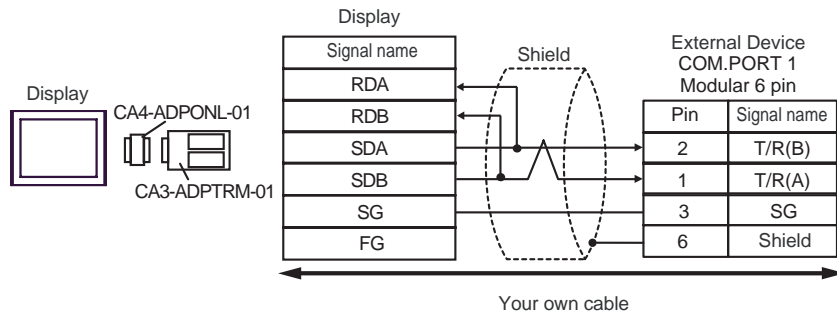 Display
CA4-ADPONL-01
CA3-ADPTRM-01
Display
Signal name
RDA
RDB
SDA
SDB
SG
FG
Shield
External Device
COM.PORT 1
Modular 6 pin
Pin Signal name
2 T/R(B)
1 T/R(A)
3 SG
6 Shield
Your own cable